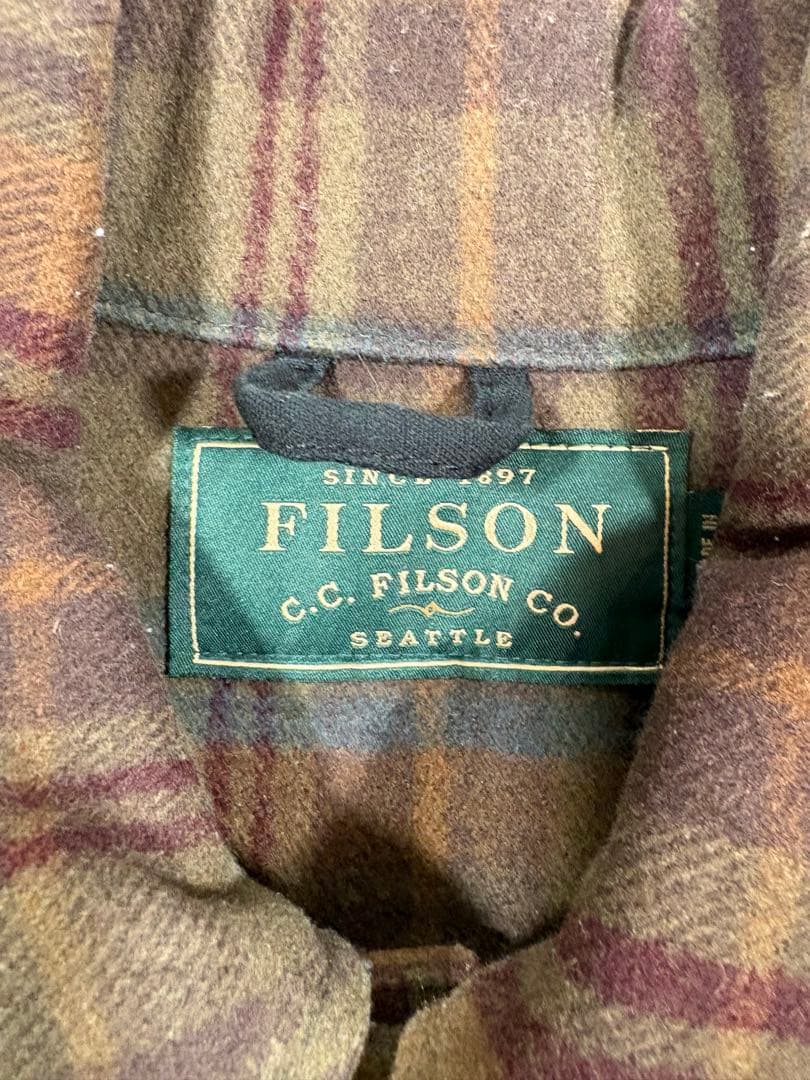 SINCE 1897
FILSON
C.C. FILSON CO.
SEATTLE